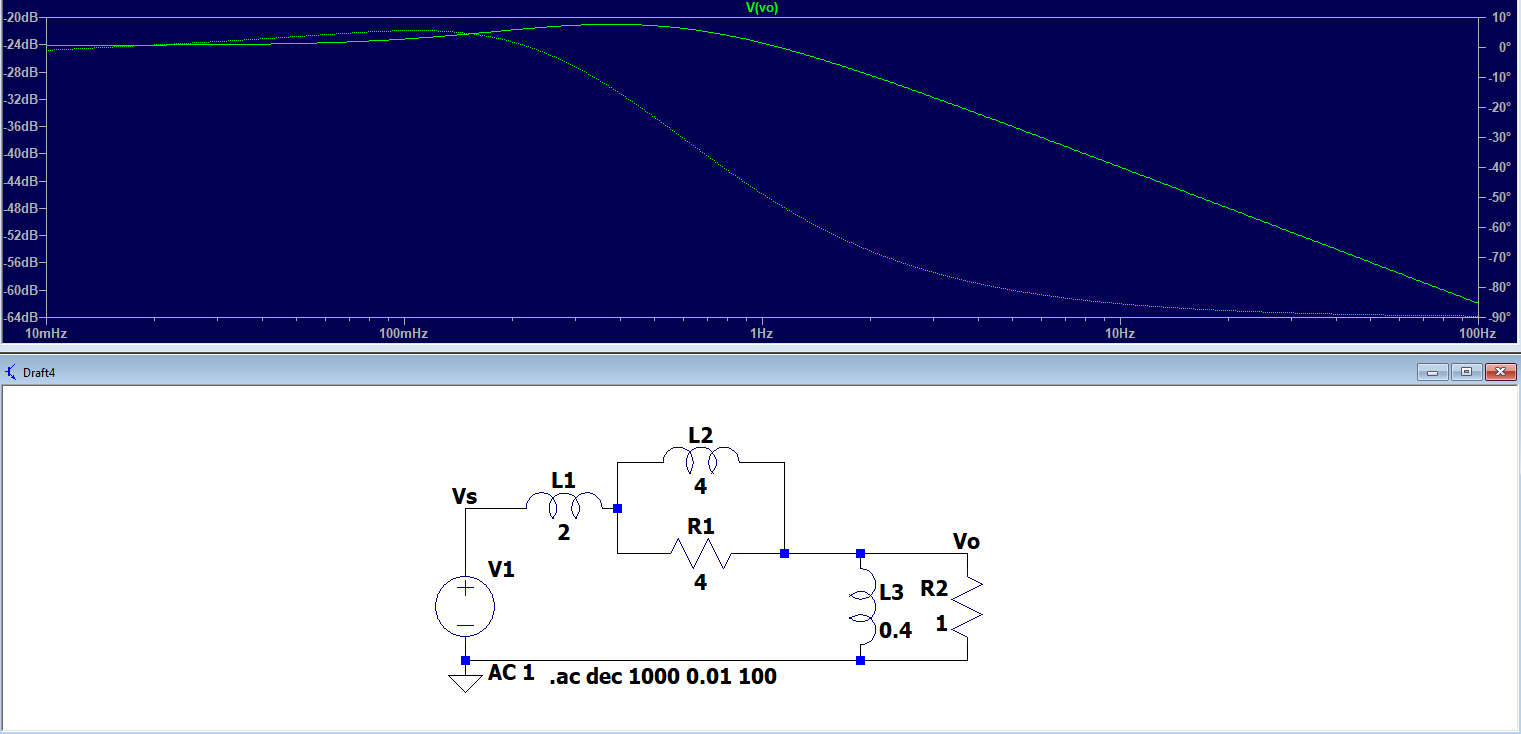 V(vo)
-20dB 10°
-24dB 0°
-28dB -10°
-32dB -20°
-36dB -30°
-40dB -40°
-44dB -50°
-48dB -60°
-52dB -70°
-56dB -80°
-60dB -90°
-64dB
10mHz 100mHz 1Hz 10Hz 100Hz
Draft4
L2
4
L1
2
Vs
R1
4
Vo
V1
L3
0.4
R2
1
AC 1 .ac dec 1000 0.01 100